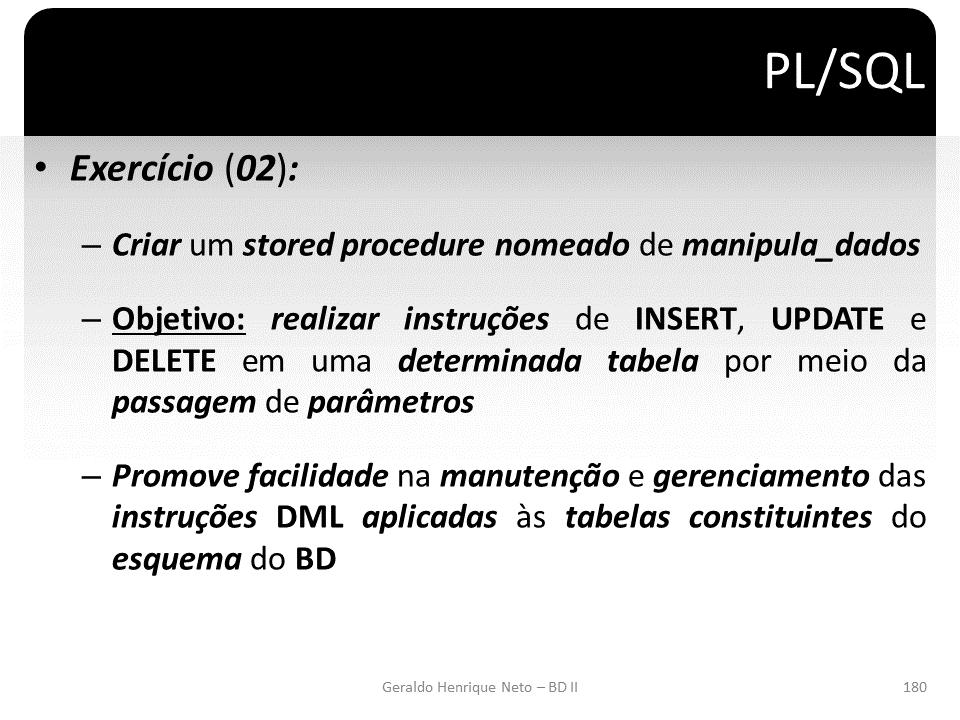 PL/SQL
• Exercício (02):
– Criar um stored procedure nomeado de manipula_dados
– Objetivo: realizar instruções de INSERT, UPDATE e
DELETE em uma determinada tabela por meio da
passagem de parâmetros
– Promove facilidade na manutenção e gerenciamento das
instruções DML aplicadas às tabelas constituintes do
esquema do BD
Geraldo Henrique Neto – BD II
180